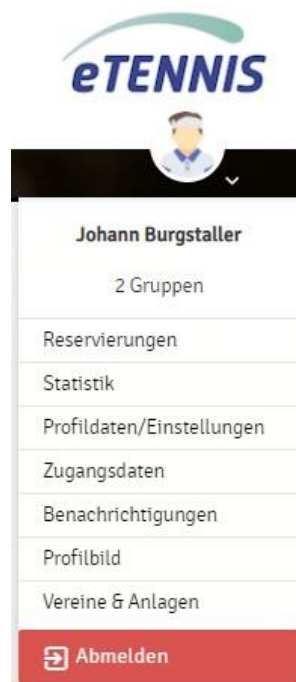 eTENNIS
Johann Burgstaller
2 Gruppen
Reservierungen
Statistik
Profildaten/Einstellungen
Zugangsdaten
Benachrichtigungen
Profilbild
Vereine & Anlagen
Abmelden